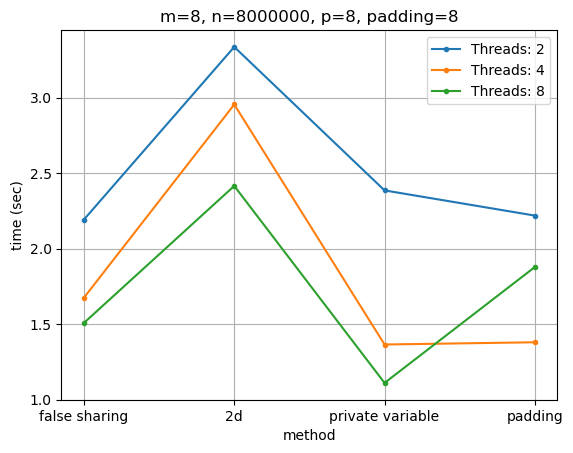 m=8, n=8000000, p=8, padding=8
Threads: 2
Threads: 4
Threads: 8
3.0
2.5
2.0
1.5
1.0
time (sec)
false sharing 2d private variable padding
method